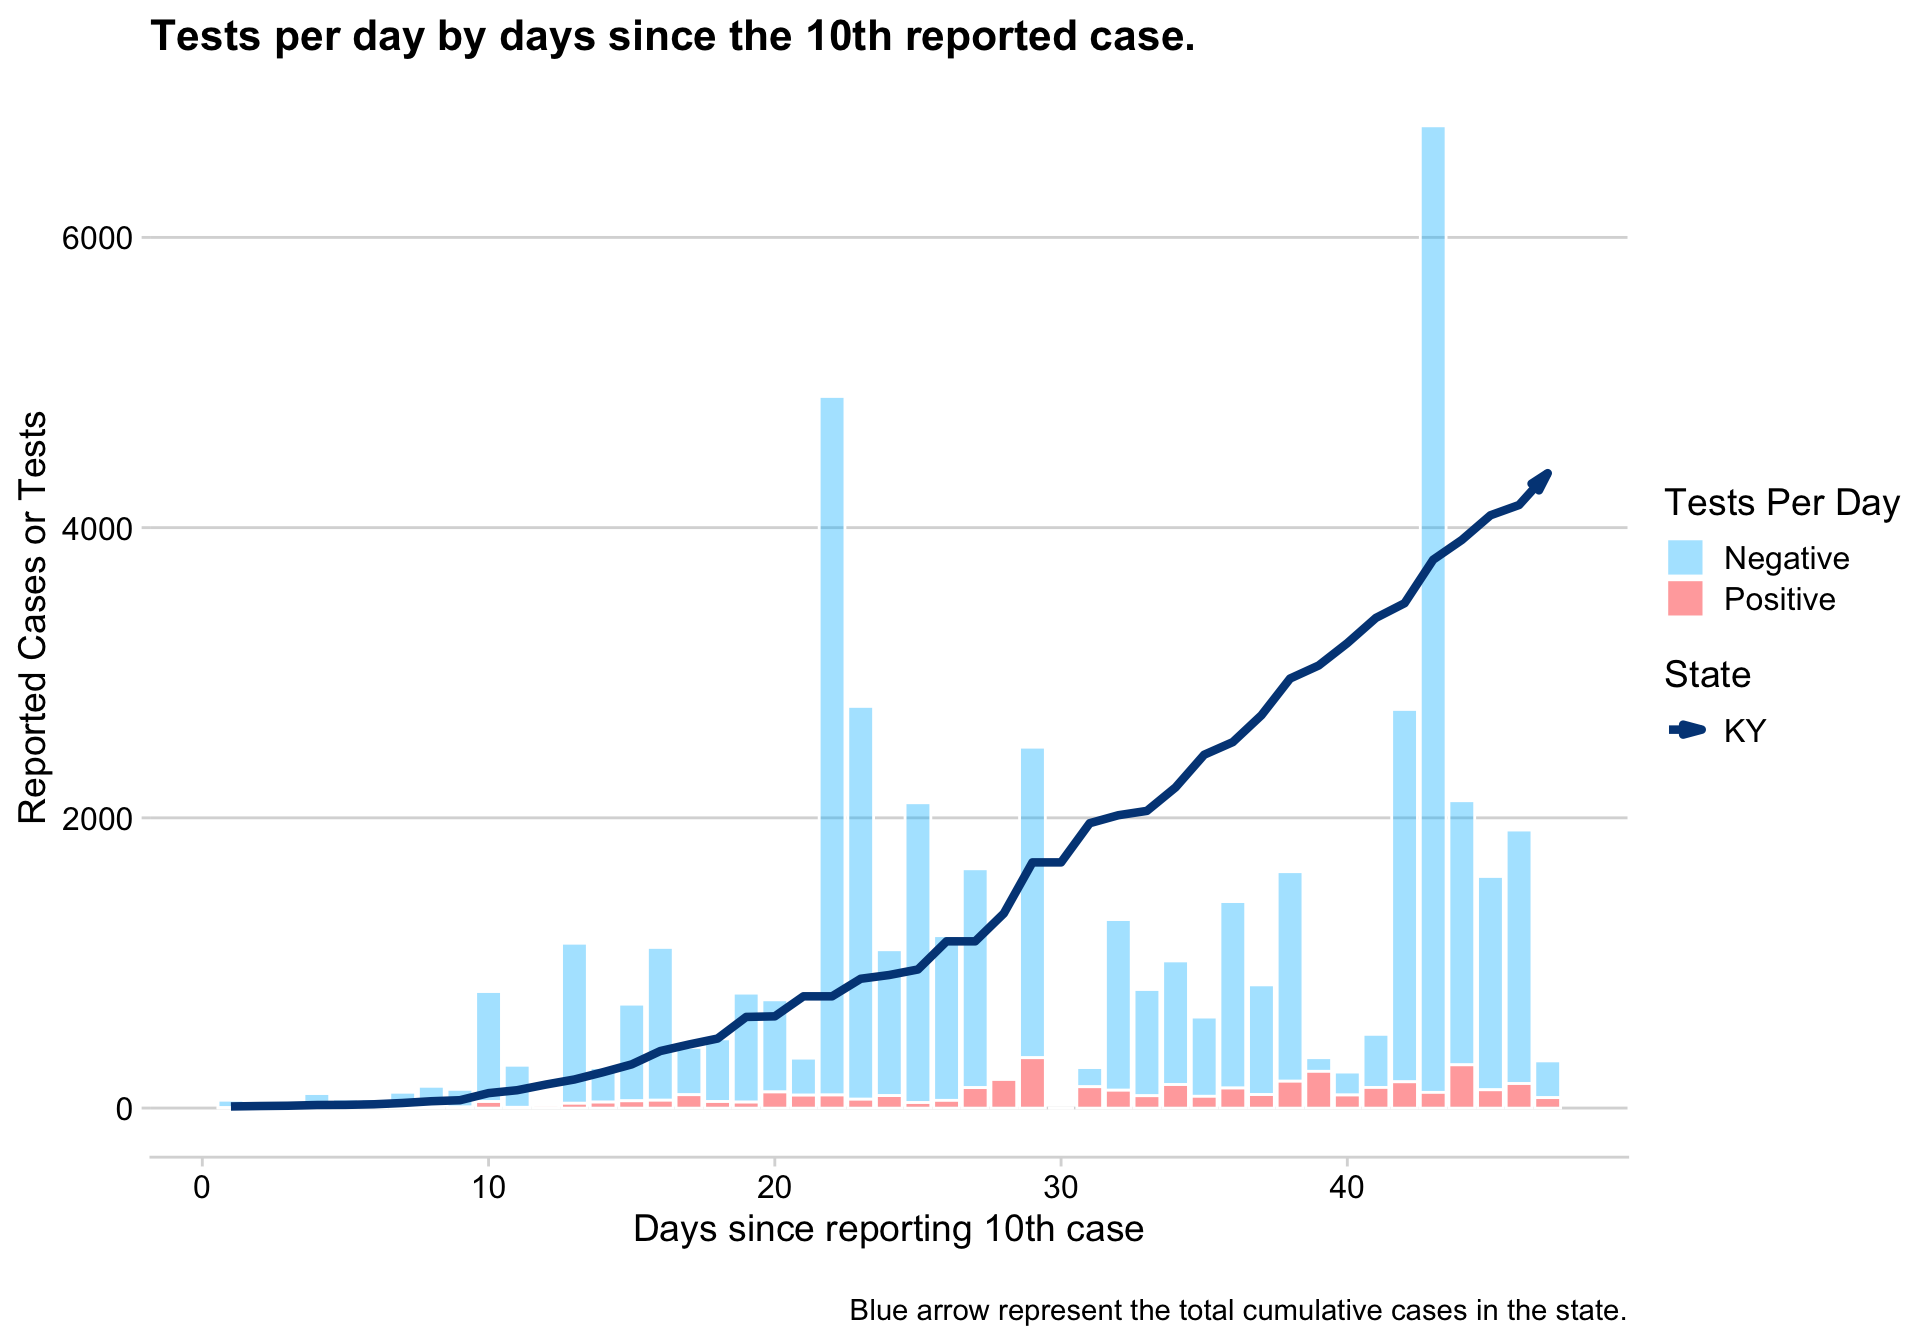 Tests per day by days since the 10th reported case.
Reported Cases or Tests
6000
4000
2000
0
0 10 20 30 40
Days since reporting 10th case
Tests Per Day
Negative
Positive
State
KY
Blue arrow represent the total cumulative cases in the state.